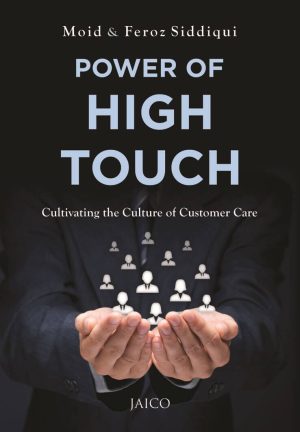 Moid & Feroz Siddiqui
POWER OF
HIGH
TOUCH
Cultivating the Culture of Customer Care
JAICO